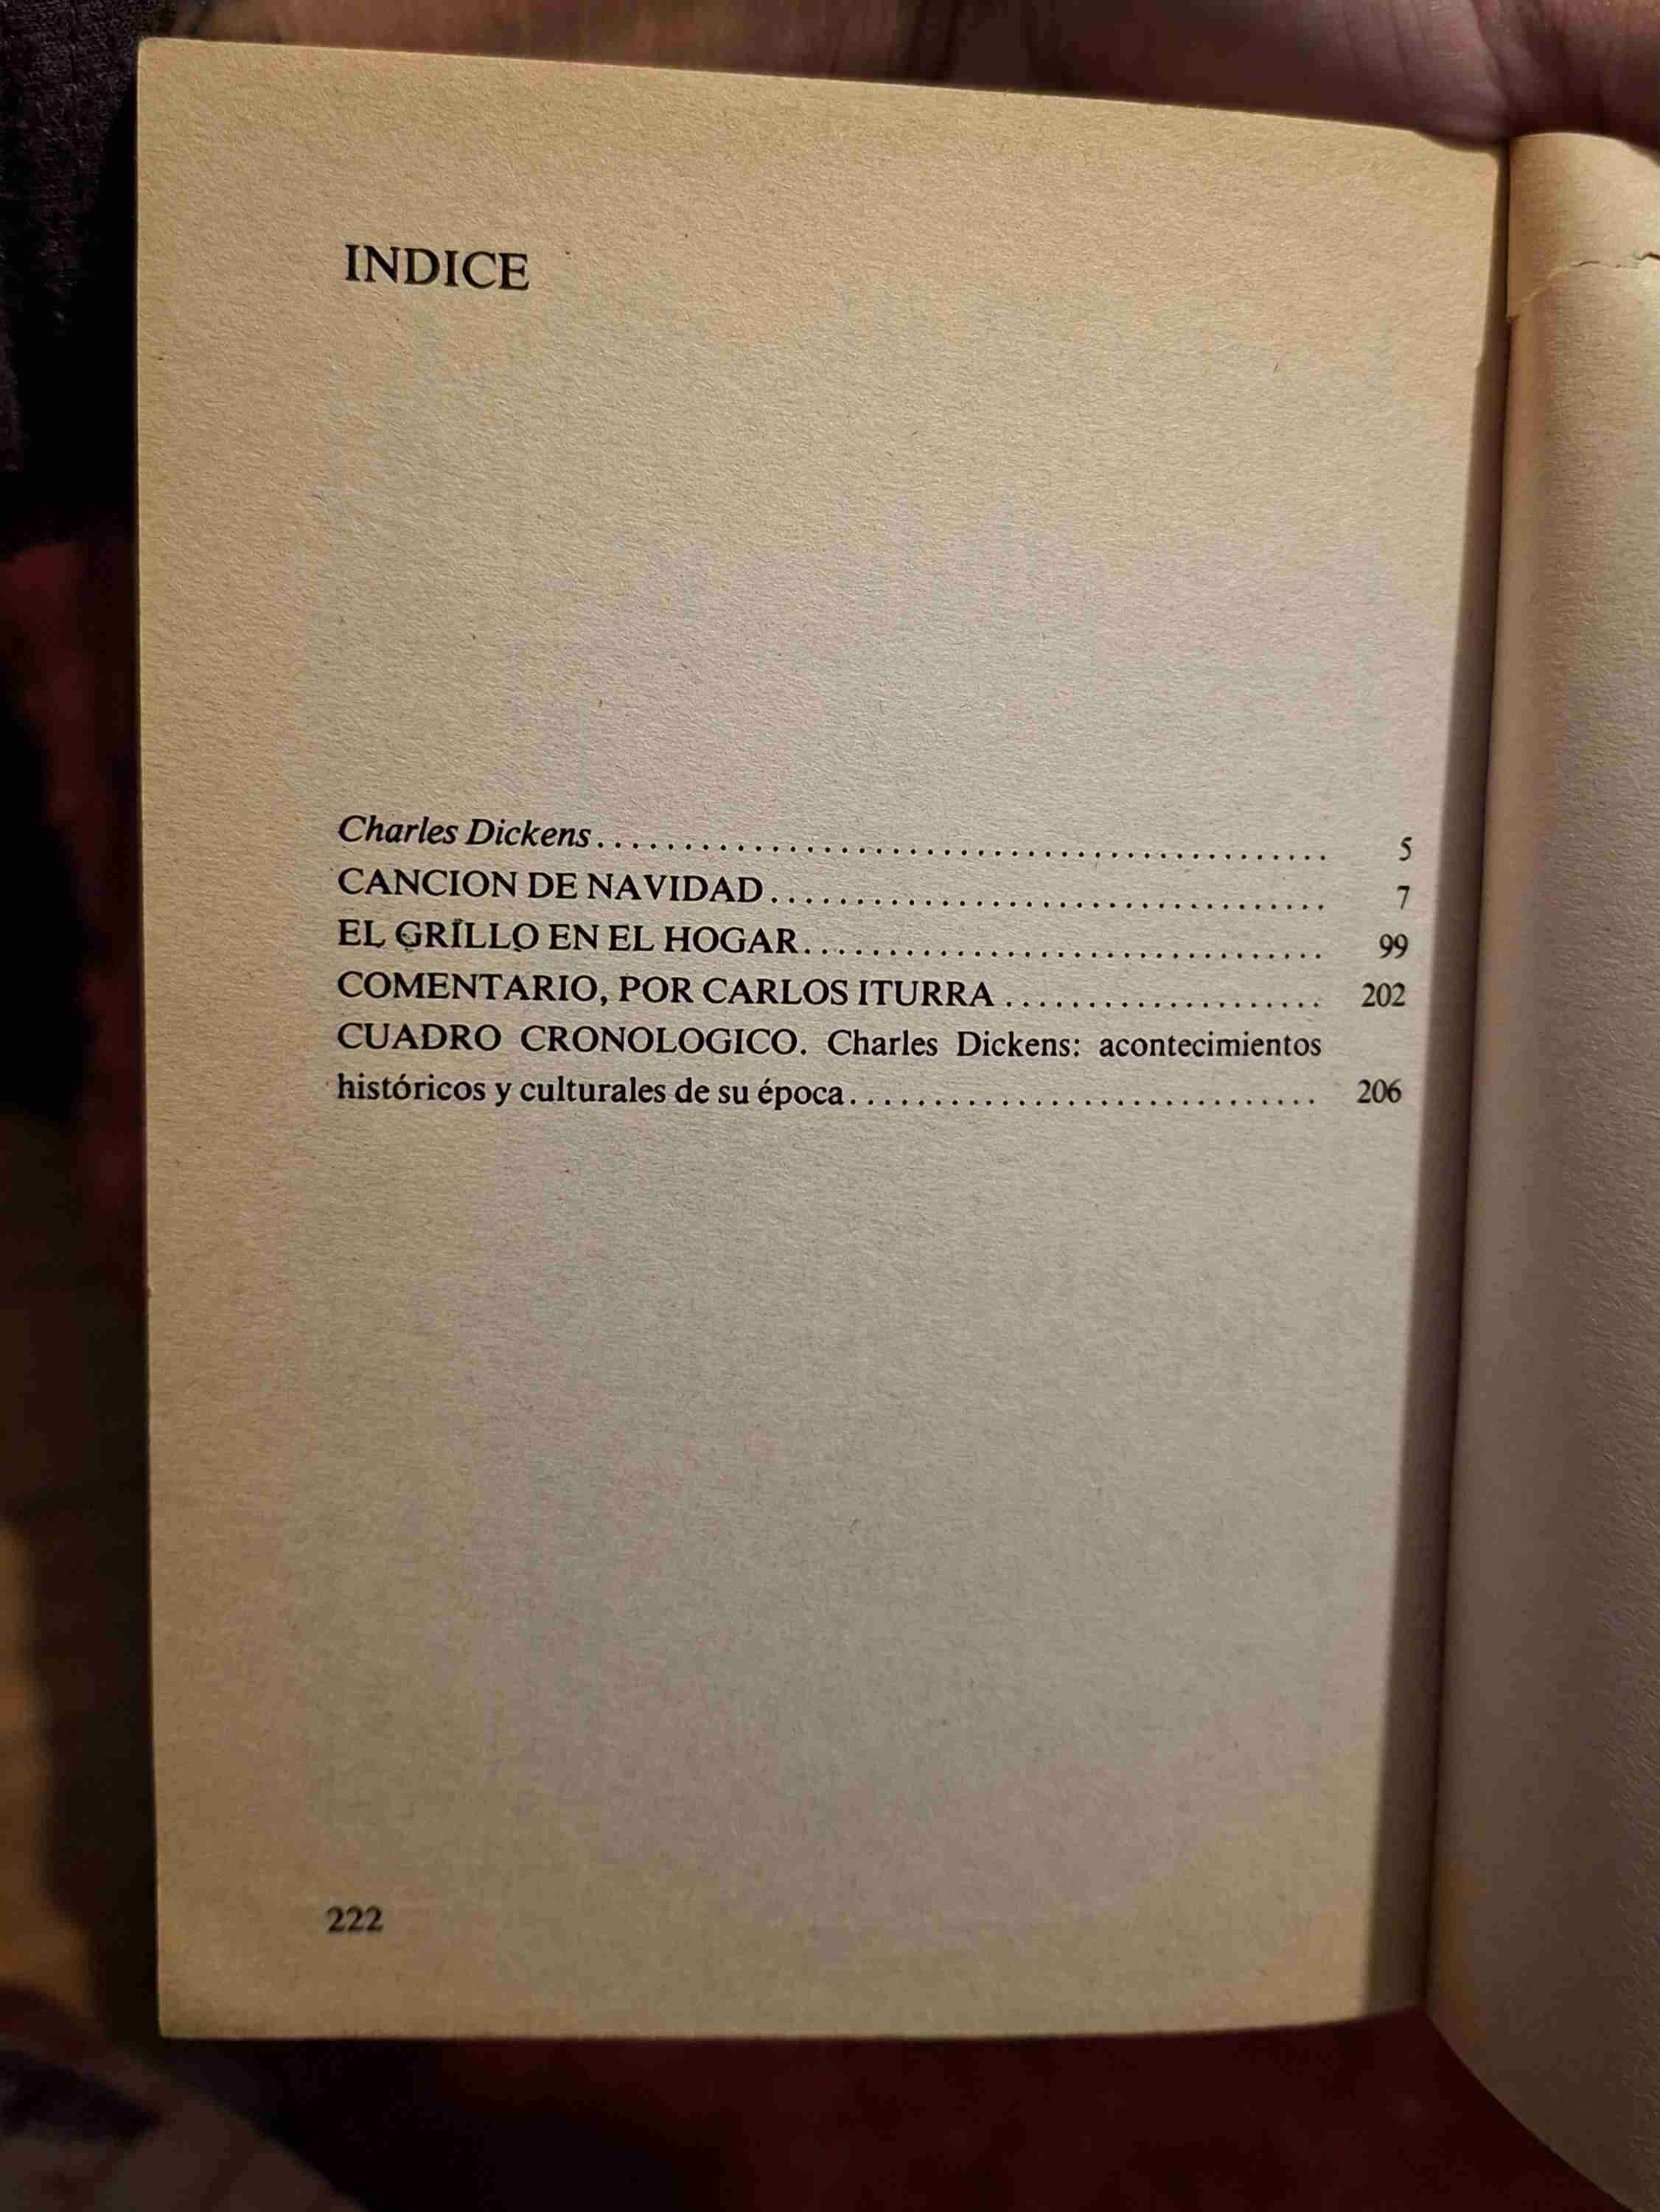 INDICE
Charles Dickens............................................ 5
CANCION DE NAVIDAD................................. 7
EL GRILLO EN EL HOGAR............................... 99
COMENTARIO, POR CARLOS ITURRA................... 202
CUADRO CRONOLOGICO. Charles Dickens: acontecimientos
históricos y culturales de su época............................ 206
222